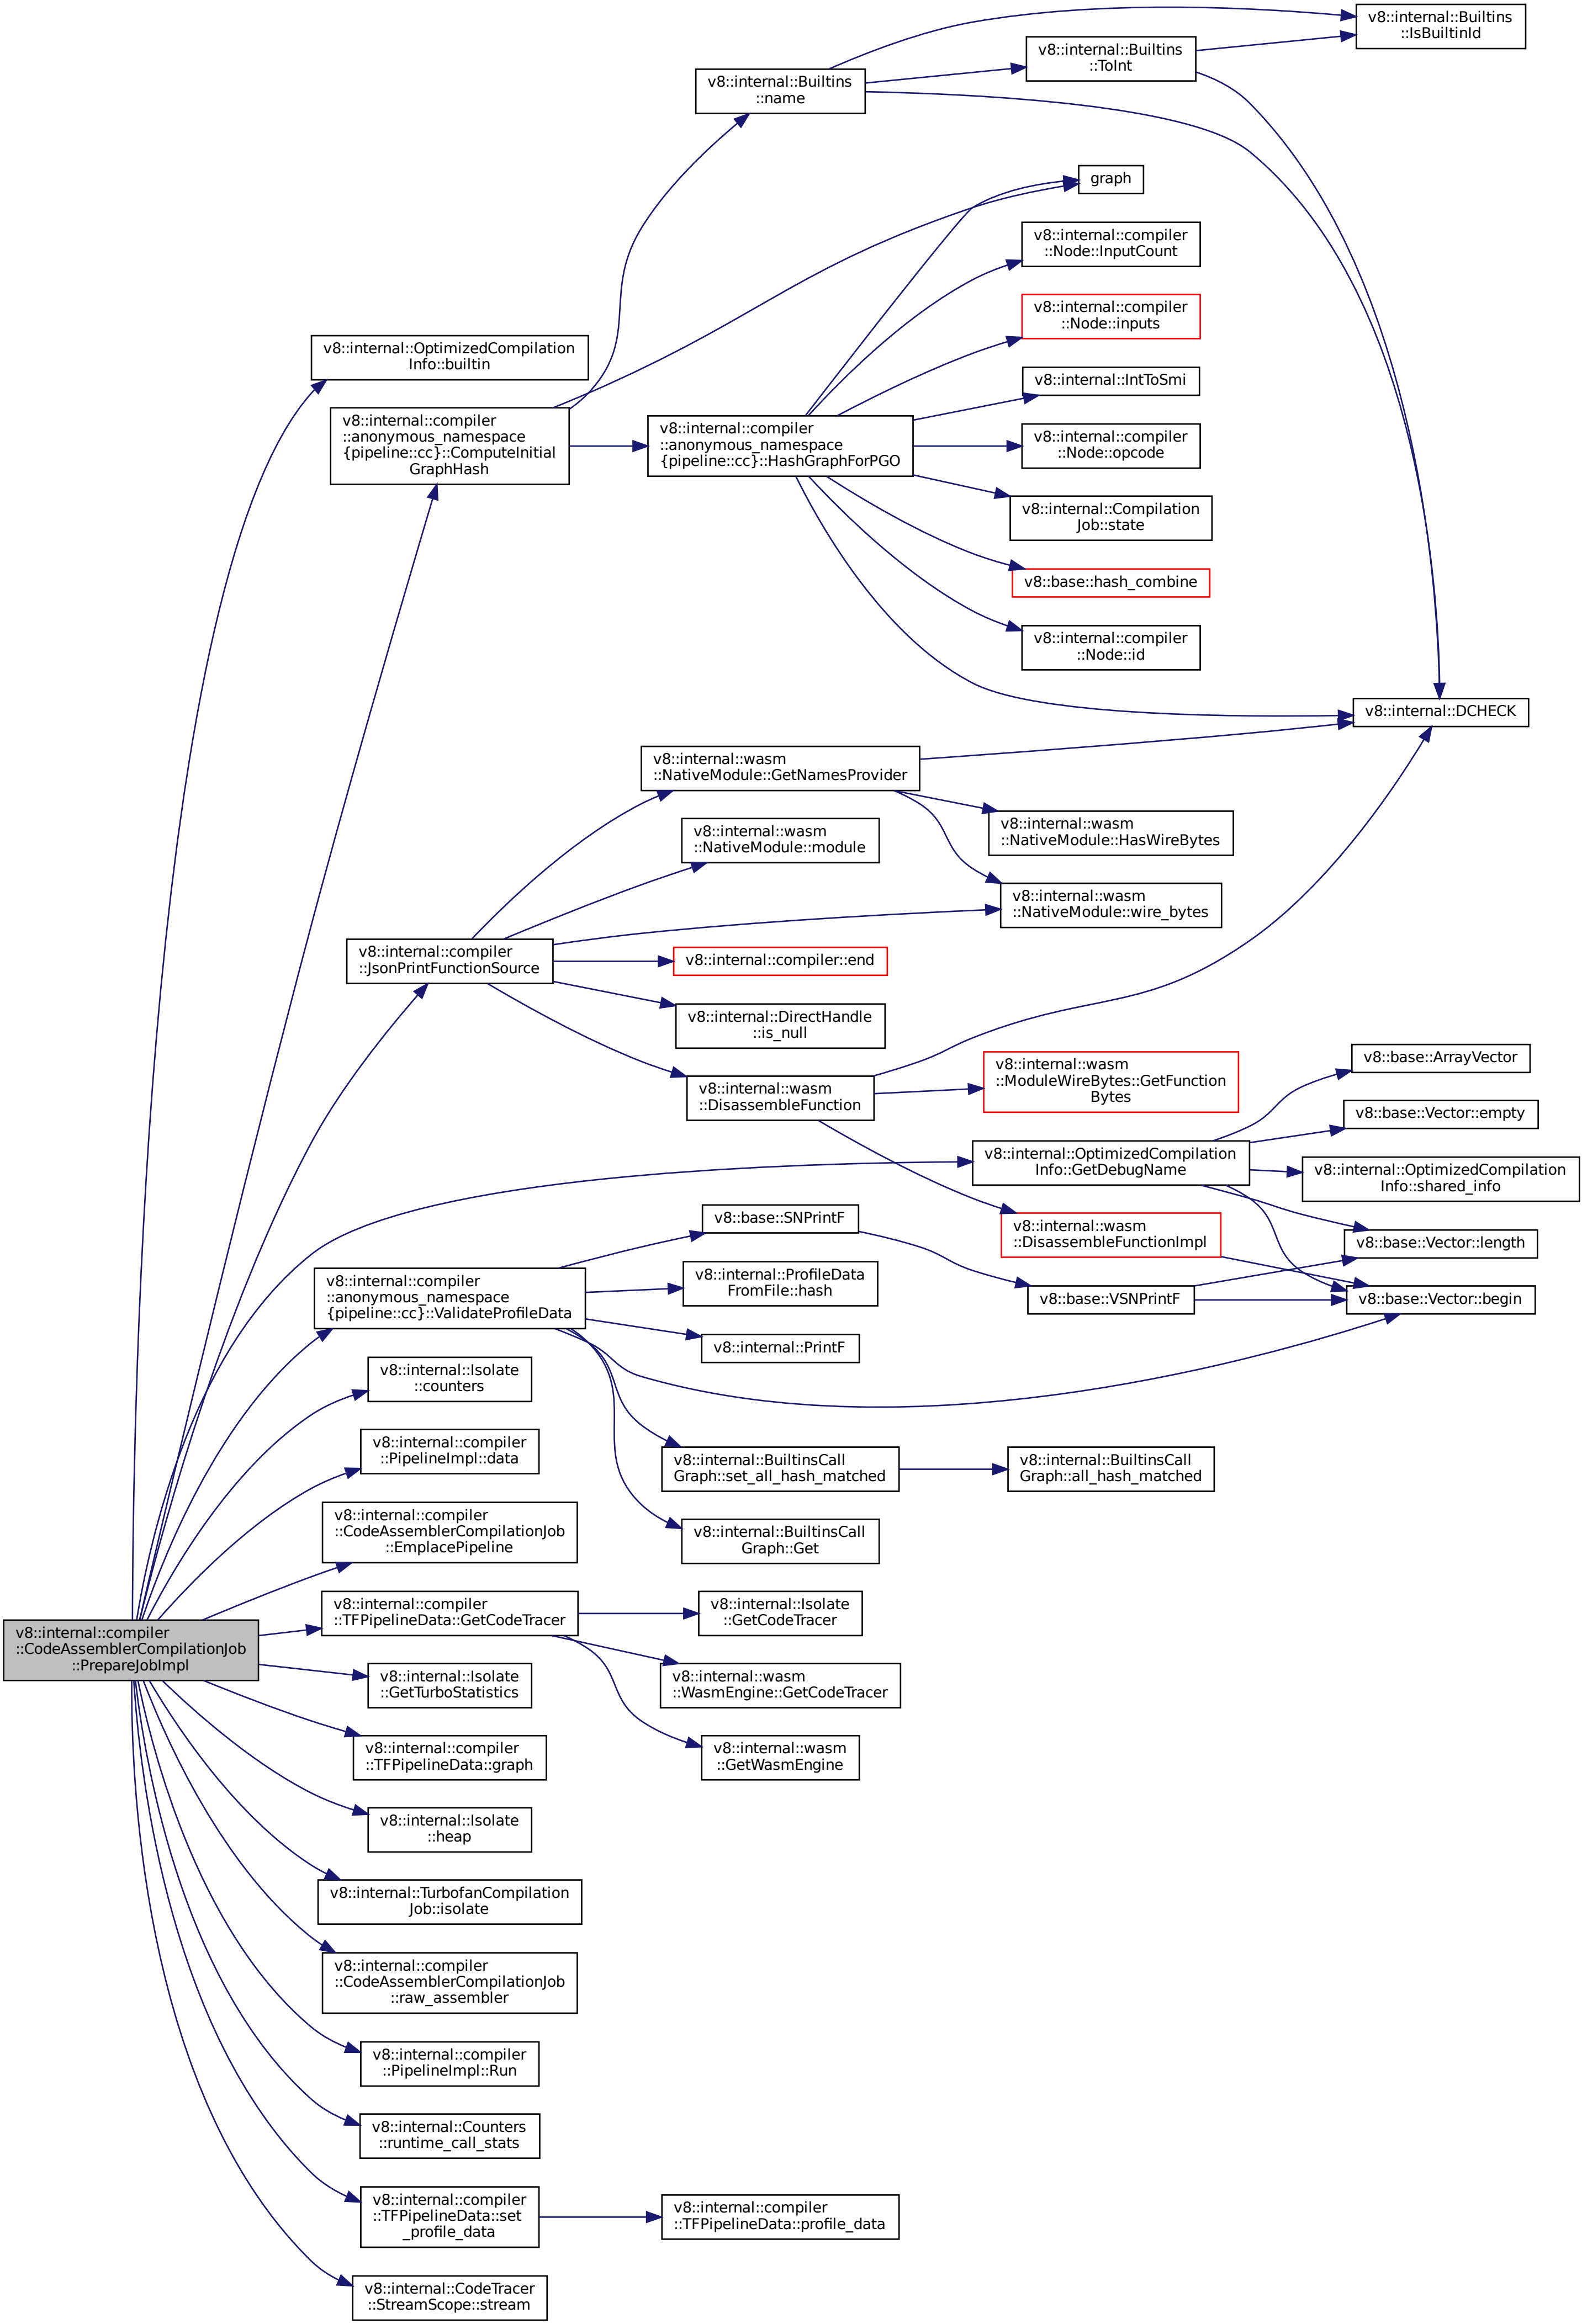 v8::internal::compiler
::CodeAssemblerCompilationJob
::PrepareJobImpl
v8::internal::OptimizedCompilation
Info::builtin
v8::internal::compiler
::anonymous_namespace
{pipeline::cc}::ComputeInitial
GraphHash
v8::internal::Builtins
::name
v8::internal::Builtins
::IsBuiltinId
v8::internal::Builtins
::ToInt
graph
v8::internal::compiler
::anonymous_namespace
{pipeline::cc}::HashGraphForPGO
v8::internal::compiler
::Node::InputCount
v8::internal::compiler
::Node::inputs
v8::internal::IntToSmi
v8::internal::compiler
::Node::opcode
v8::internal::Compilation
Job::state
v8::base::hash_combine
v8::internal::compiler
::Node::id
v8::internal::DCHECK
v8::internal::compiler
::JsonPrintFunctionSource
v8::internal::wasm
::NativeModule::GetNamesProvider
v8::internal::wasm
::NativeModule::module
v8::internal::wasm
::NativeModule::HasWireBytes
v8::internal::wasm
::NativeModule::wire_bytes
v8::internal::compiler::end
v8::internal::DirectHandle
::is_null
v8::internal::wasm
::DisassembleFunction
v8::internal::wasm
::ModuleWireBytes::GetFunction
Bytes
v8::internal::wasm
::DisassembleFunctionImpl
v8::internal::OptimizedCompilation
Info::GetDebugName
v8::base::ArrayVector
v8::base::Vector::empty
v8::internal::OptimizedCompilation
Info::shared_info
v8::base::Vector::length
v8::base::Vector::begin
v8::internal::compiler
::anonymous_namespace
{pipeline::cc}::ValidateProfileData
v8::base::SNPrintF
v8::base::VSNPrintF
v8::internal::ProfileData
FromFile::hash
v8::internal::PrintF
v8::internal::BuiltinsCall
Graph::set_all_hash_matched
v8::internal::BuiltinsCall
Graph::all_hash_matched
v8::internal::BuiltinsCall
Graph::Get
v8::internal::Isolate
::counters
v8::internal::compiler
::PipelineImpl::data
v8::internal::compiler
::CodeAssemblerCompilationJob
::EmplacePipeline
v8::internal::compiler
::TFPipelineData::GetCodeTracer
v8::internal::Isolate
::GetCodeTracer
v8::internal::wasm
::WasmEngine::GetCodeTracer
v8::internal::wasm
::GetWasmEngine
v8::internal::Isolate
::GetTurboStatistics
v8::internal::compiler
::TFPipelineData::graph
v8::internal::Isolate
::heap
v8::internal::TurbofanCompilation
Job::isolate
v8::internal::compiler
::CodeAssemblerCompilationJob
::raw_assembler
v8::internal::compiler
::PipelineImpl::Run
v8::internal::Counters
::runtime_call_stats
v8::internal::compiler
::TFPipelineData::set
_profile_data
v8::internal::compiler
::TFPipelineData::profile_data
v8::internal::CodeTracer
::StreamScope::stream